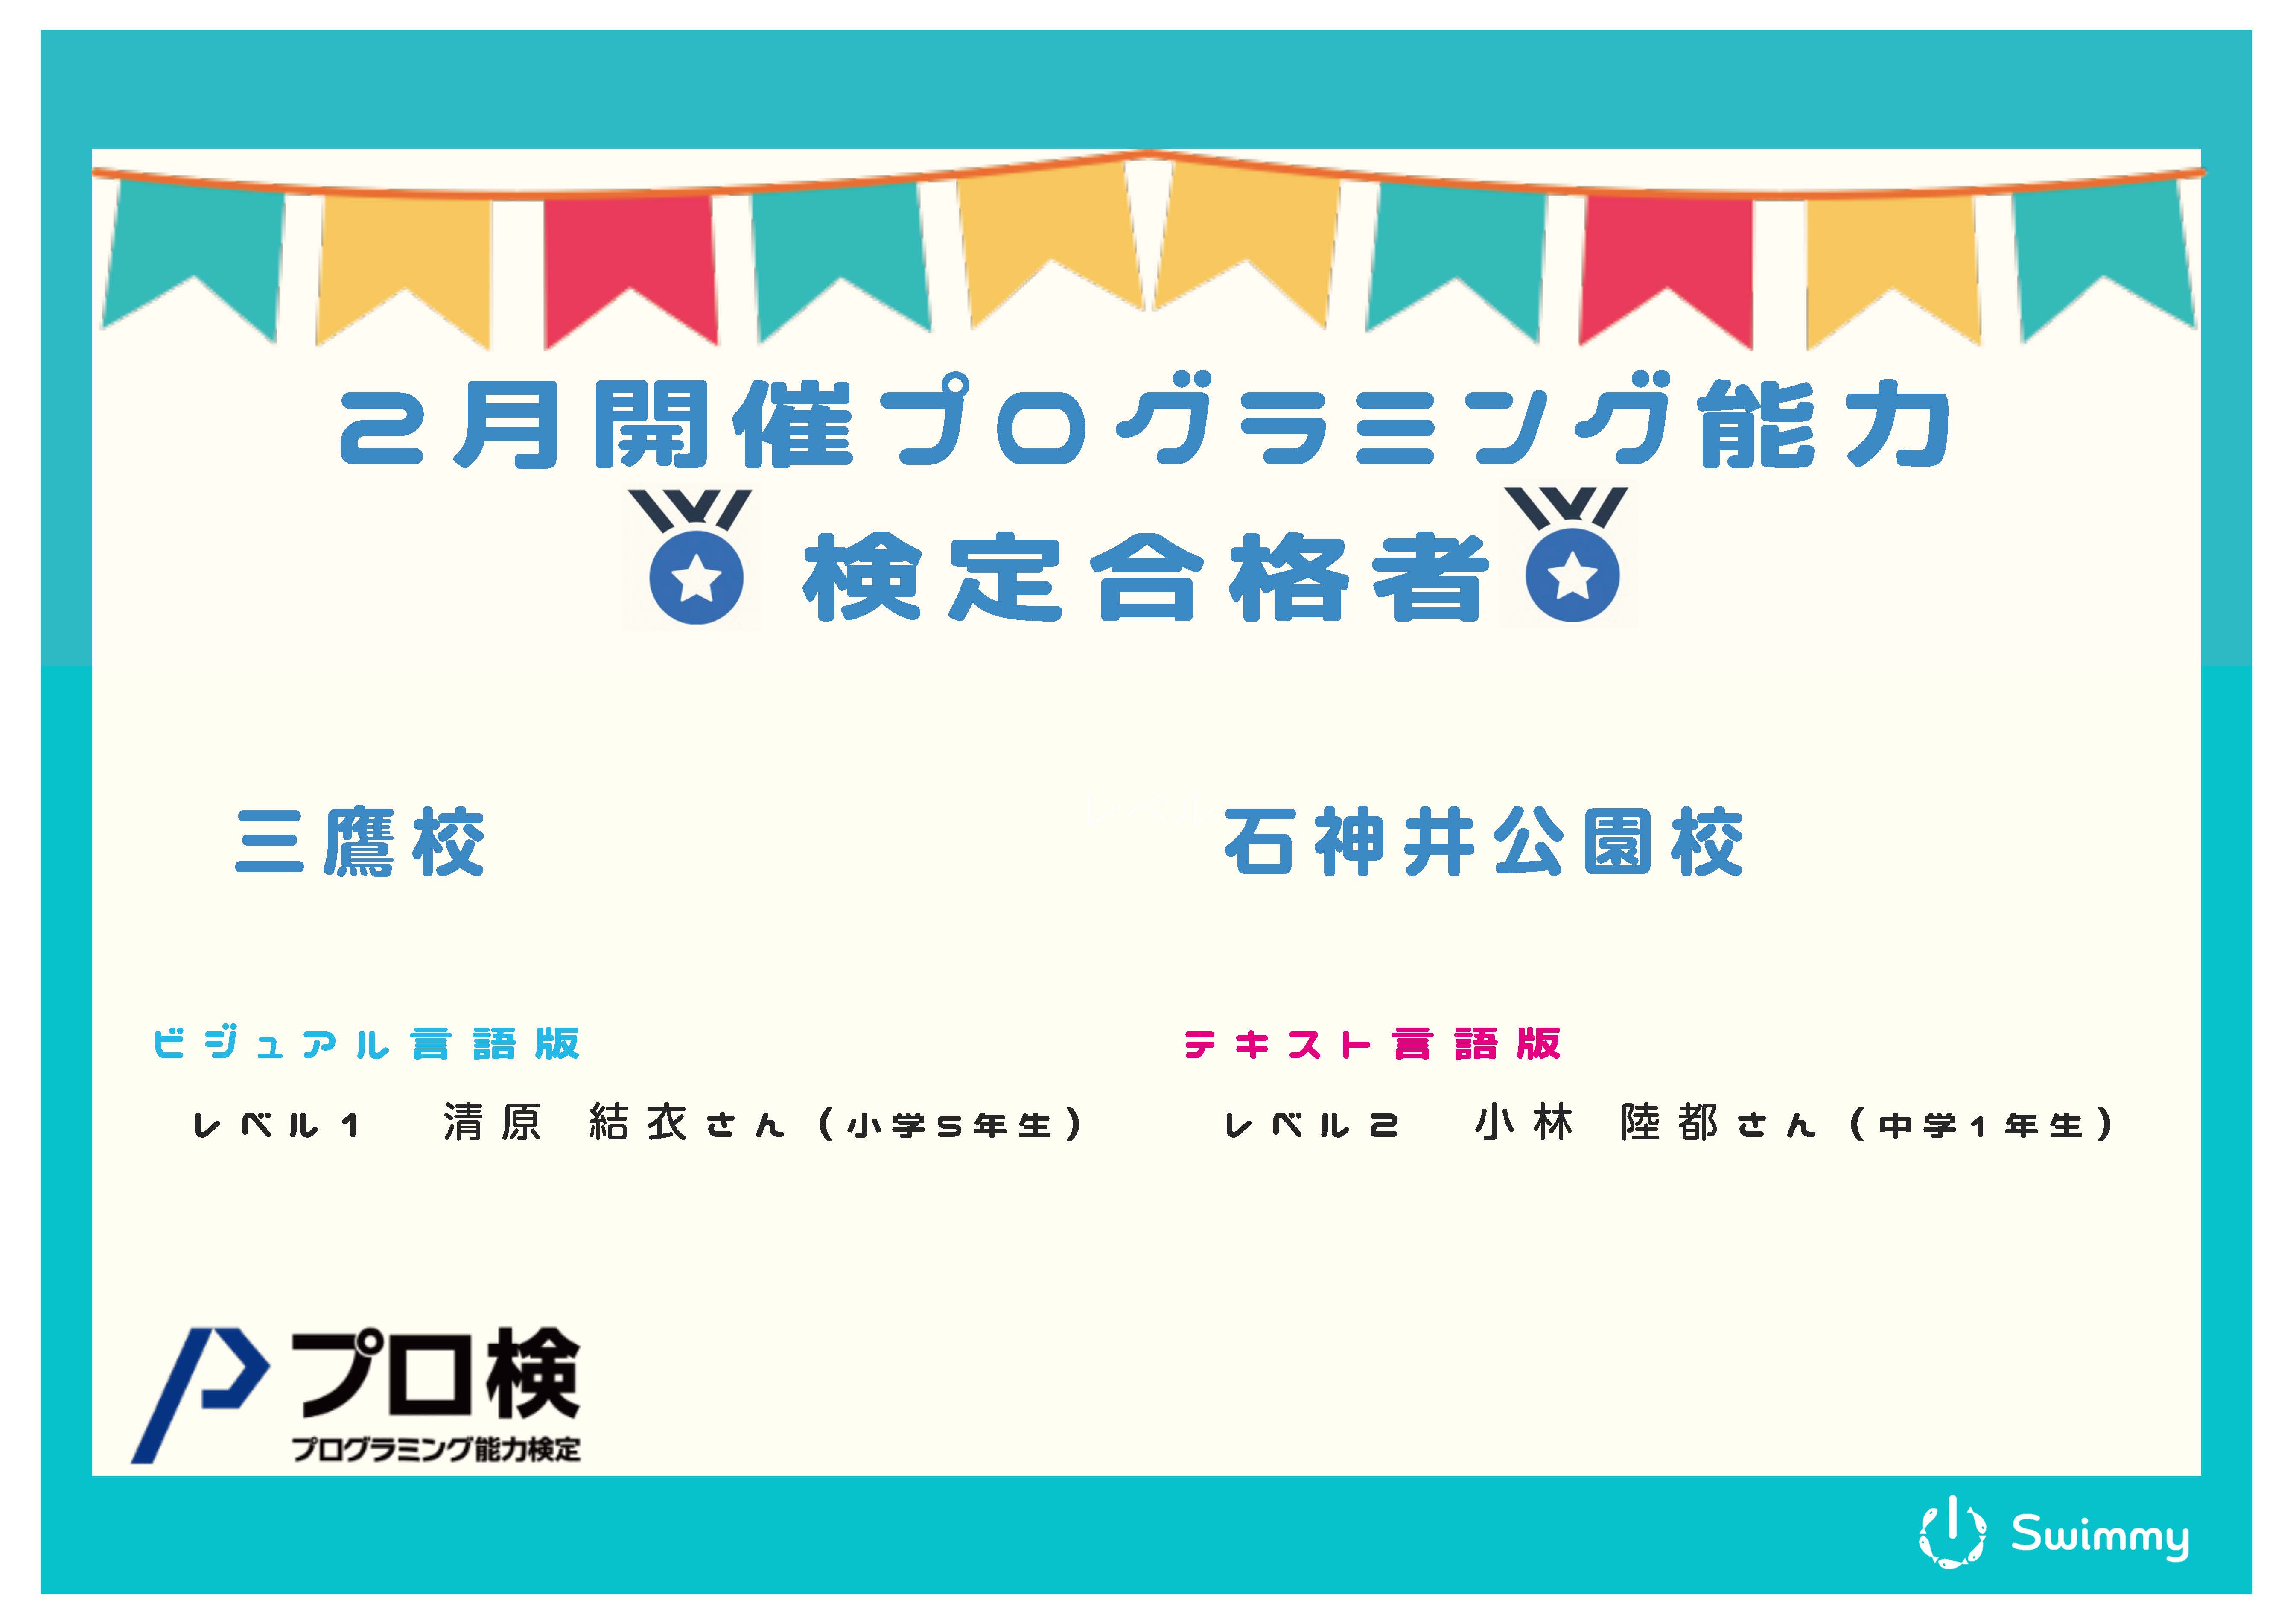 2月開催プログラミング能力
検定合格者
三鷹校
ビジュアル言語版
レベル1 清原 結衣さん（小学5年生）
石神井公園校
テキスト言語版
レベル2 小林 陸都さん（中学1年生）
プロ検
プログラミング能力検定
Swimmy